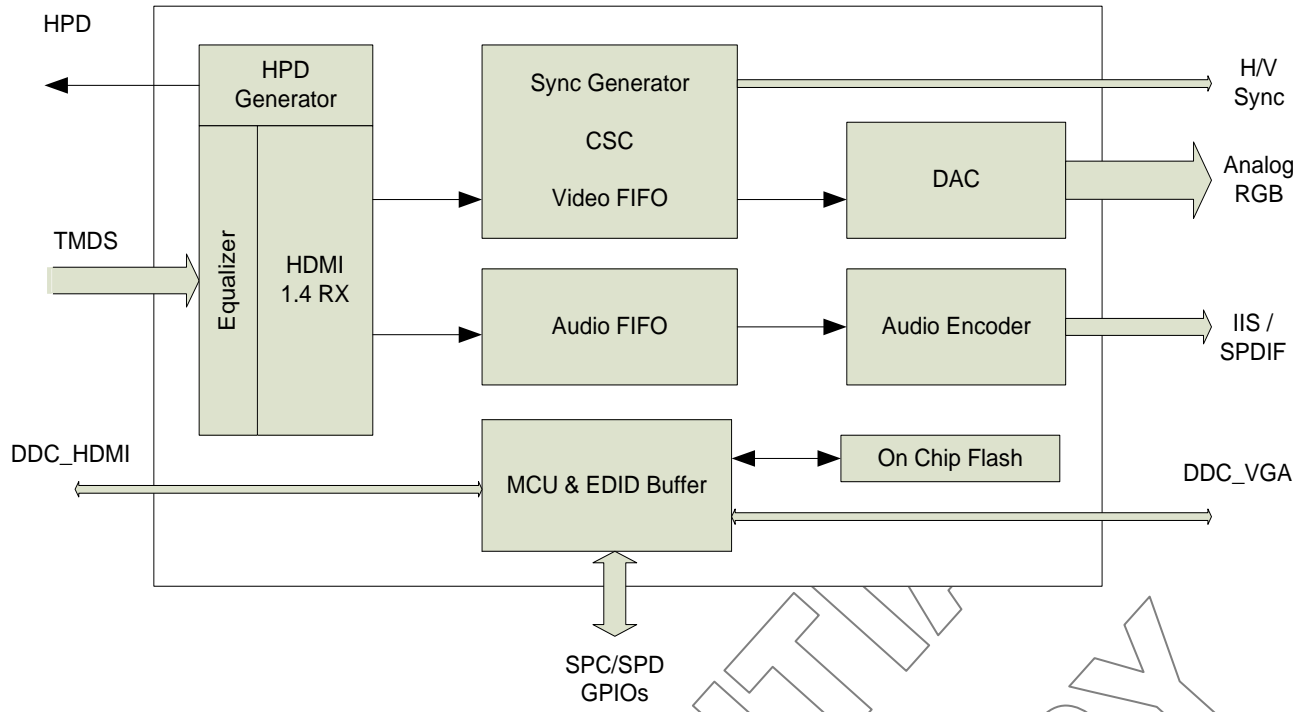 HPD
HPD
Generator
Sync Generator
CSC
Video FIFO
H/V
Sync
DAC
Analog
RGB
TMDS
Equalizer
HDMI
1.4 RX
Audio FIFO
Audio Encoder
IIS /
SPDIF
DDC_HDMI
MCU & EDID Buffer
On Chip Flash
DDC_VGA
SPC/SPD
GPIOs